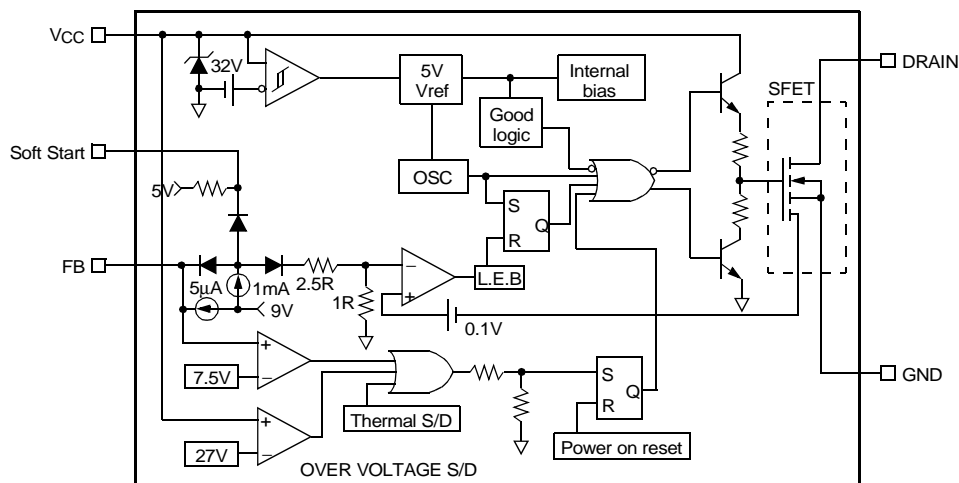 VCC
32V
5V
Vref
Internal
bias
Good
logic
DRAIN
SFET
Soft Start
5V
OSC
S
R
Q
FB
5μA
1mA
9V
2.5R
1R
−
+
L.E.B
0.1V
+
−
7.5V
Thermal S/D
S
R
Q
GND
+
−
27V
Power on reset
OVER VOLTAGE S/D